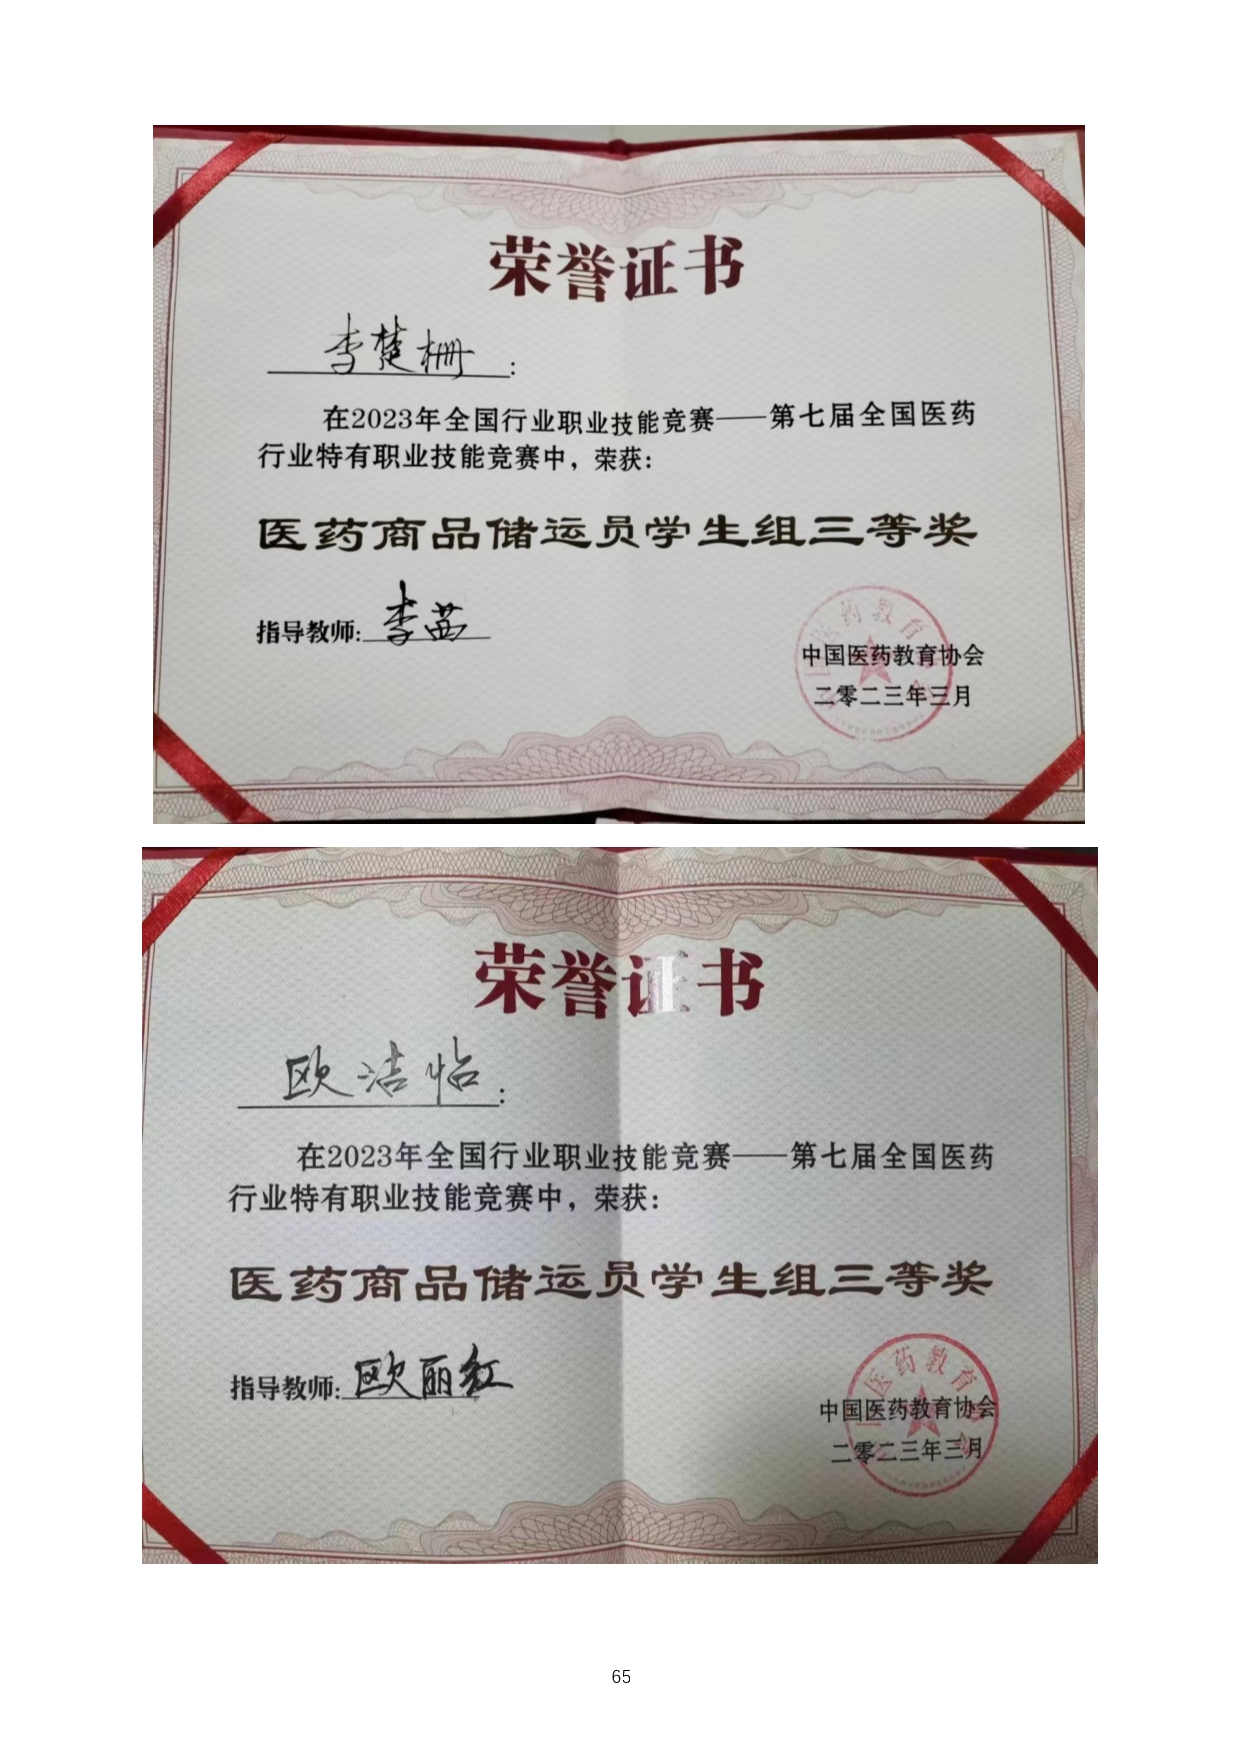 荣誉证书
李楚栅:
在2023年全国行业职业技能竞赛——第七届全国医药
行业特有职业技能竞赛中，荣获:
医药商品储运员学生组三等奖
指导教师:李茜
中国医药教育协会
二零二三年三月
荣誉证书
欧洁怡:
在2023年全国行业职业技能竞赛——第七届全国医药
行业特有职业技能竞赛中，荣获:
医药商品储运员学生组三等奖
指导教师:欧丽红
中国医药教育协会
二零二三年三月
65